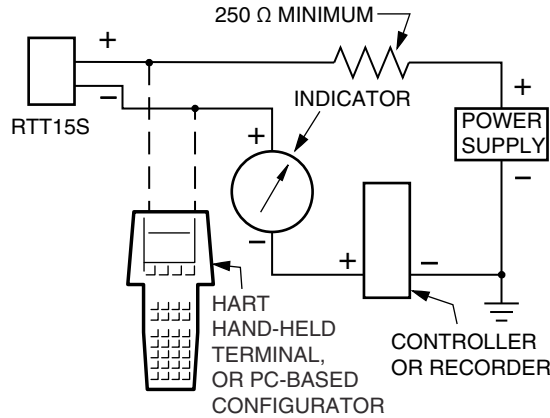 250 Ω MINIMUM
+
+
INDICATOR
RTT15S
−
+
POWER
SUPPLY
−
−
+
−
HART
HAND-HELD
TERMINAL,
OR PC-BASED
CONFIGURATOR
CONTROLLER
OR RECORDER